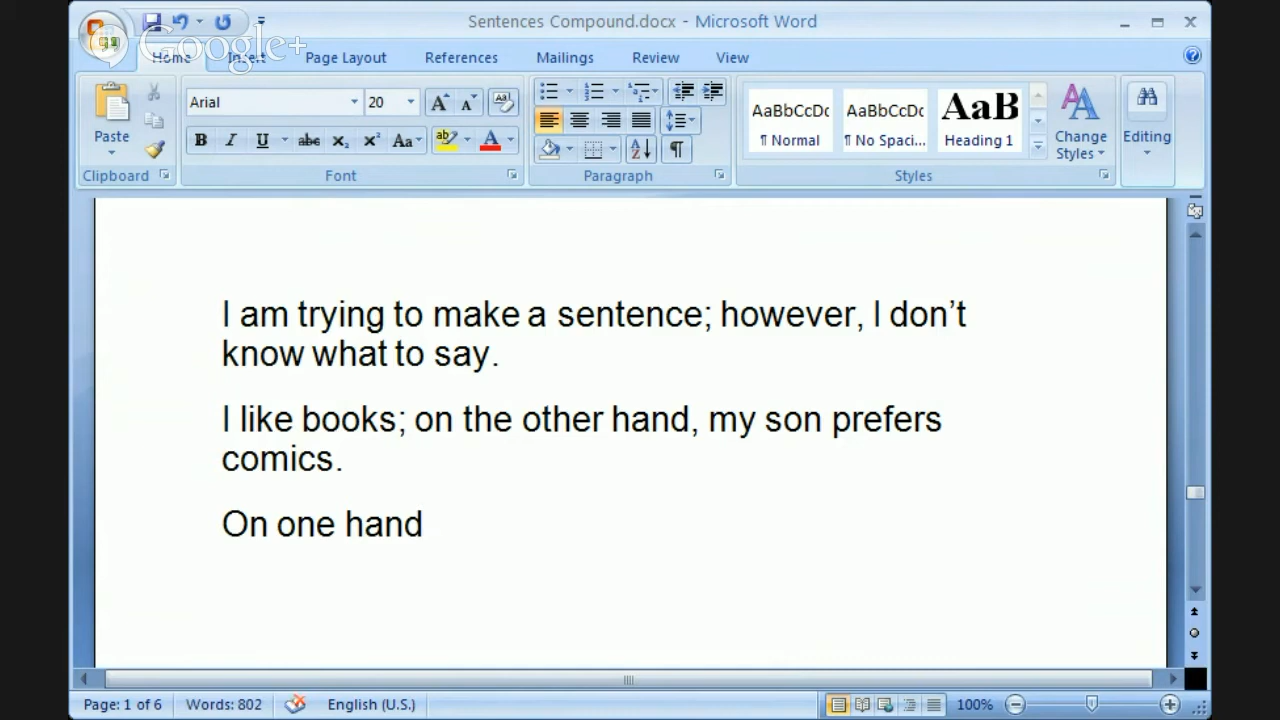 Sentences Compound.docx - Microsoft Word
Google+
Home Insert Page Layout References Mailings Review View
Arial 20
Paste
B I U abc X₂ X² Aa ab A
AaBbCcDc AaBbCcDc AaB
¶ Normal ¶ No Spaci... Heading 1
Change Styles
Editing
Clipboard Font Paragraph Styles
I am trying to make a sentence; however, I don’t
know what to say.
I like books; on the other hand, my son prefers
comics.
On one hand
Page: 1 of 6 Words: 802 English (U.S.) 100%